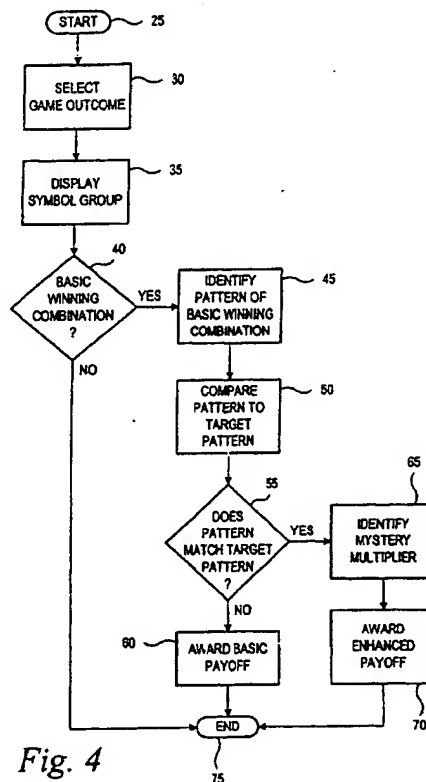 START
25
SELECT
GAME OUTCOME
30
DISPLAY
SYMBOL GROUP
35
BASIC
WINNING
COMBINATION
?
40
YES
NO
IDENTIFY
PATTERN OF
BASIC WINNING
COMBINATION
45
COMPARE
PATTERN TO
TARGET
PATTERN
50
DOES
PATTERN
MATCH TARGET
PATTERN
?
55
YES
NO
IDENTIFY
MYSTERY
MULTIPLIER
65
60
AWARD BASIC
PAYOFF
AWARD
ENHANCED
PAYOFF
70
END
75
Fig. 4